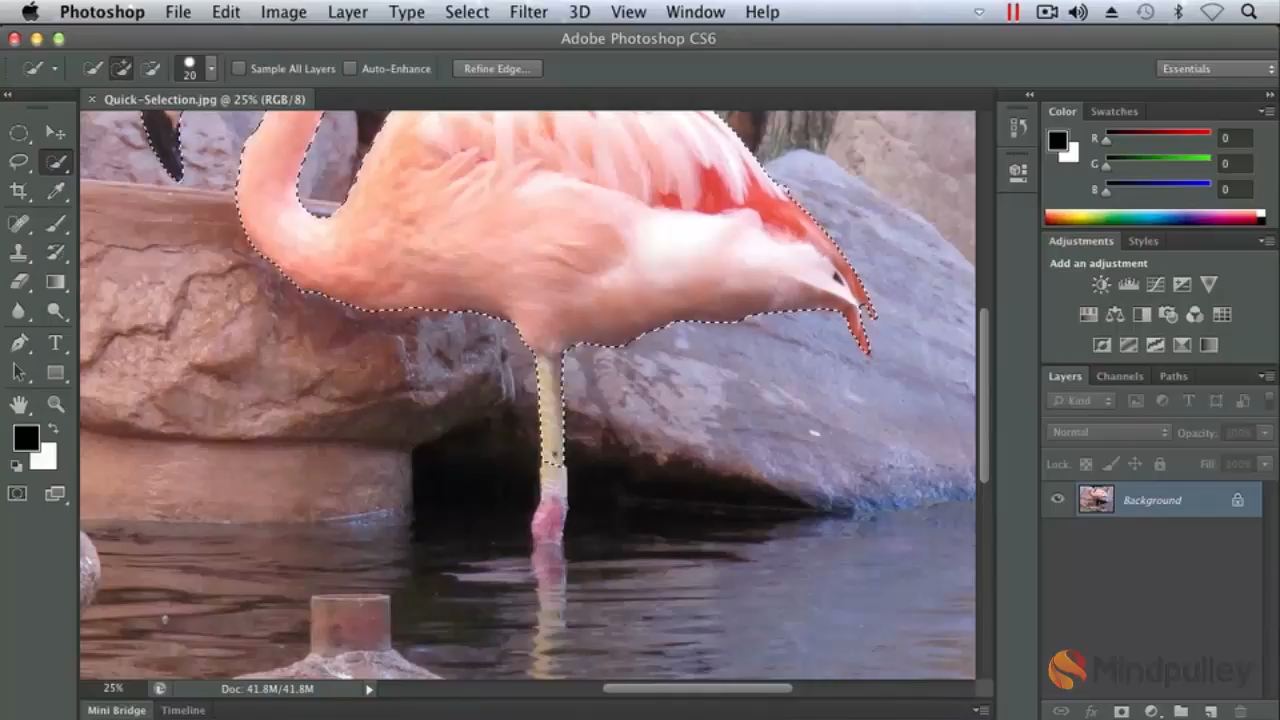 Photoshop File Edit Image Layer Type Select Filter 3D View Window Help
Adobe Photoshop CS6
20 Sample All Layers Auto-Enhance Refine Edge... Essentials
Quick-Selection.jpg @ 25% (RGB/8)
Color Swatches
R 0
G 0
B 0
Adjustments Styles
Add an adjustment
Layers Channels Paths
Kind
Normal Opacity: 100%
Lock: Fill 100%
Background
Mindpulley
25% Doc: 41.8M/41.8M
Mini Bridge Timeline